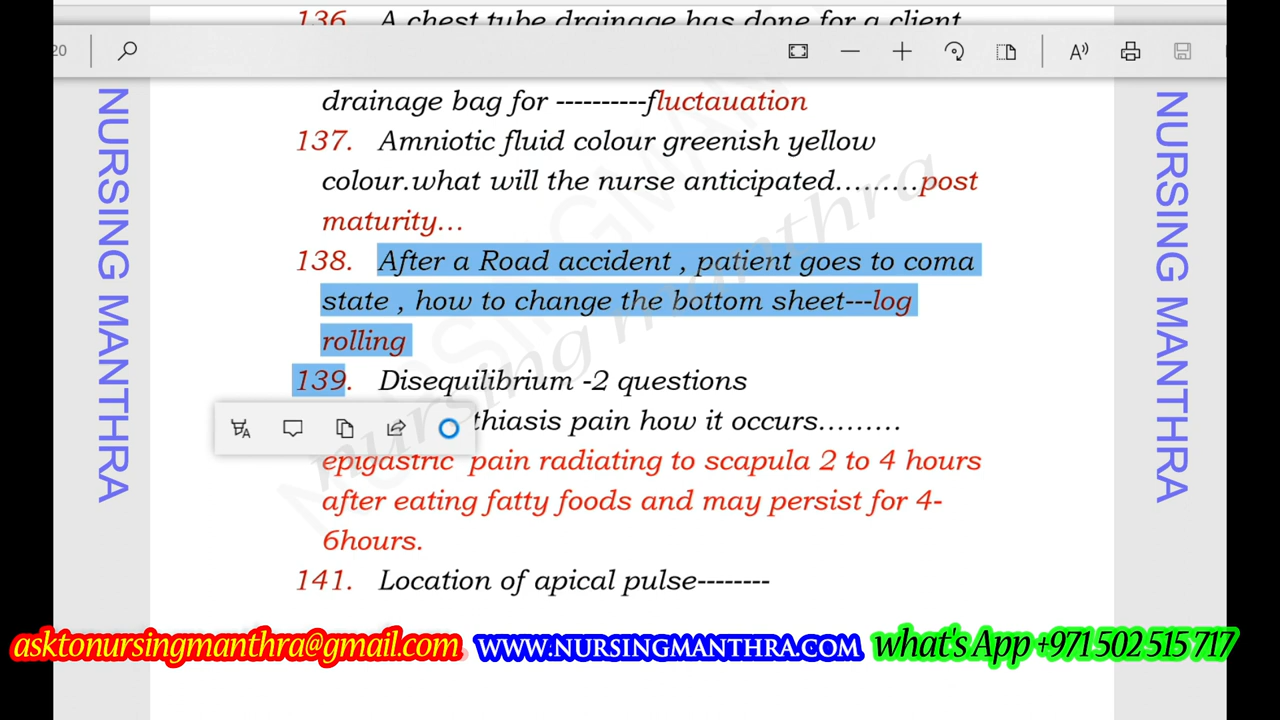 136. A chest tube drainage has done for a client
20
drainage bag for ----------fluctauation
137. Amniotic fluid colour greenish yellow
colour.what will the nurse anticipated………post
maturity…
138. After a Road accident , patient goes to coma
state , how to change the bottom sheet---log
rolling
139. Disequilibrium -2 questions
thiasis pain how it occurs………
epigastric pain radiating to scapula 2 to 4 hours
after eating fatty foods and may persist for 4-
6hours.
141. Location of apical pulse--------
NURSING MANTHRA
NURSING MANTHRA
nursing manthra
asktonursingmanthra@gmail.com WWW.NURSINGMANTHRA.COM what's App +971 502 515 717